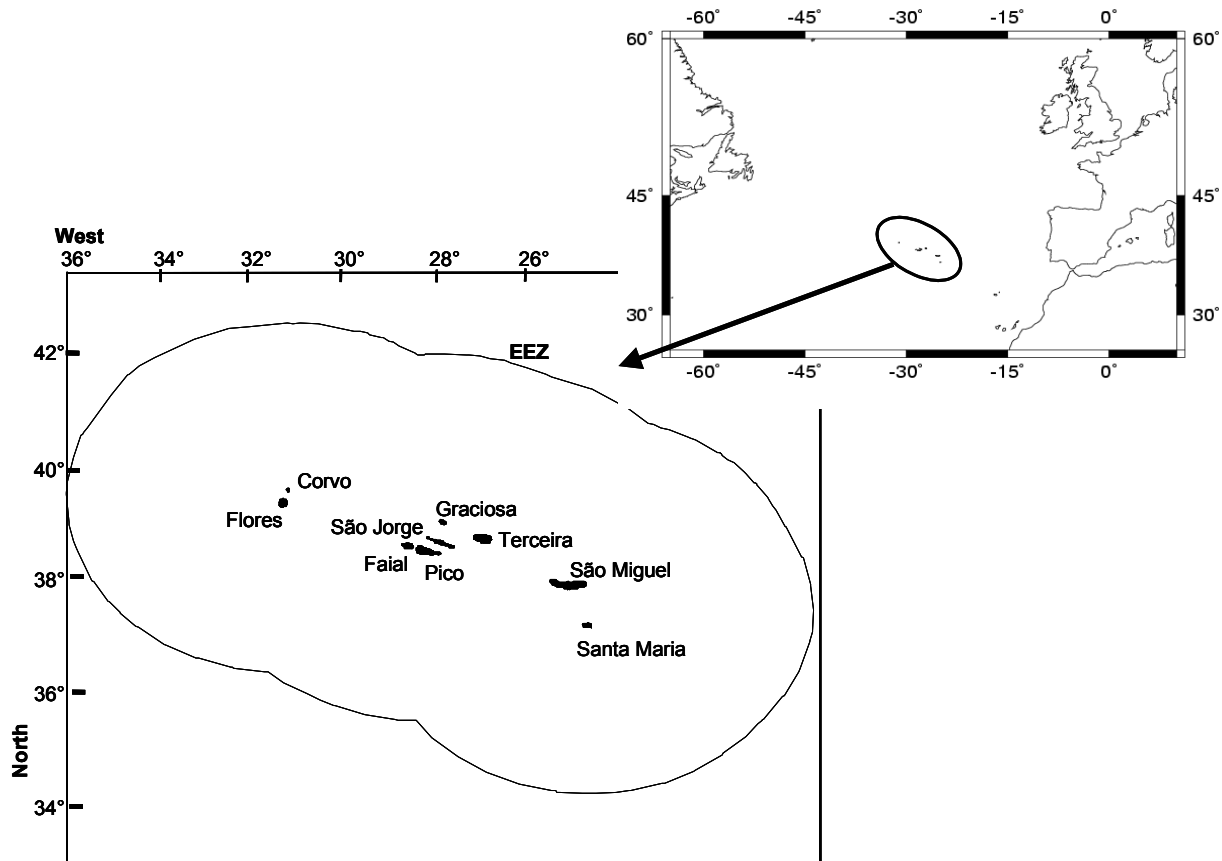 -60° -45° -30° -15° 0°
60° 60°
45° 45°
30° 30°
-60° -45° -30° -15° 0°
West
36° 34° 32° 30° 28° 26°
42° EEZ
40°
Corvo
Flores
Graciosa
São Jorge
Terceira
Faial
Pico
São Miguel
38°
Santa Maria
36°
North
34°